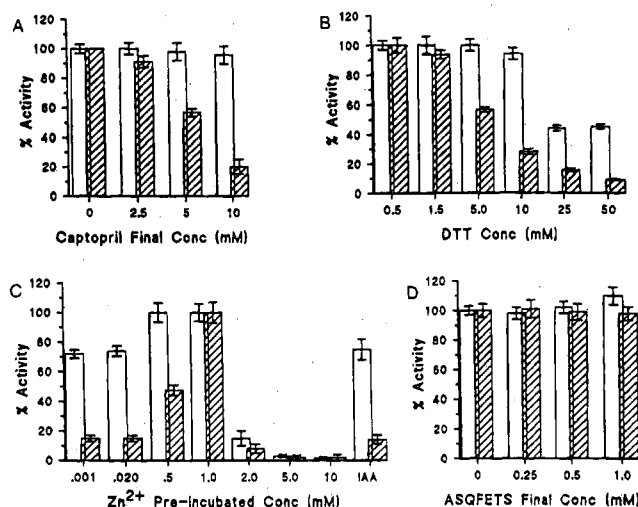 A
% Activity
120
100
80
60
40
20
0
0 2.5 5 10
Captopril Final Conc (mM)
B
% Activity
120
100
80
60
40
20
0
0.5 1.5 5.0 10 25 50
DTT Conc (mM)
C
% Activity
120
100
80
60
40
20
0
.001 .020 .5 1.0 2.0 5.0 10 IAA
Zn2+ Pre-incubated Conc (mM)
D
% Activity
120
100
80
60
40
20
0
0 0.25 0.5 1.0
ASQFETS Final Conc (mM)